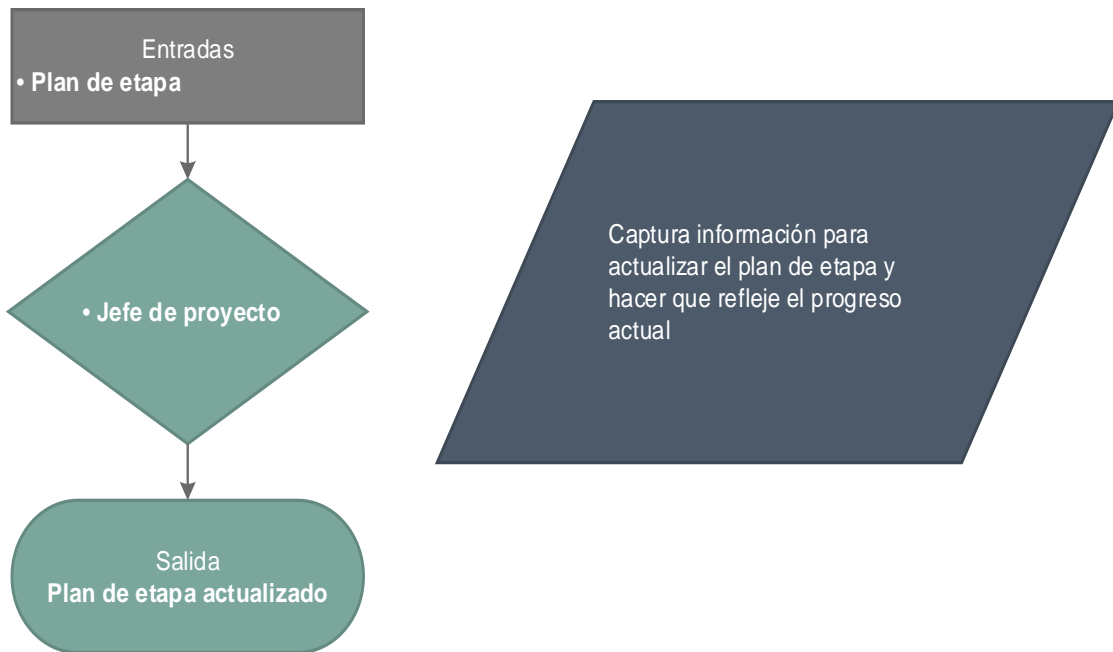 Entradas
• Plan de etapa
• Jefe de proyecto
Salida
Plan de etapa actualizado
Captura información para
actualizar el plan de etapa y
hacer que refleje el progreso
actual